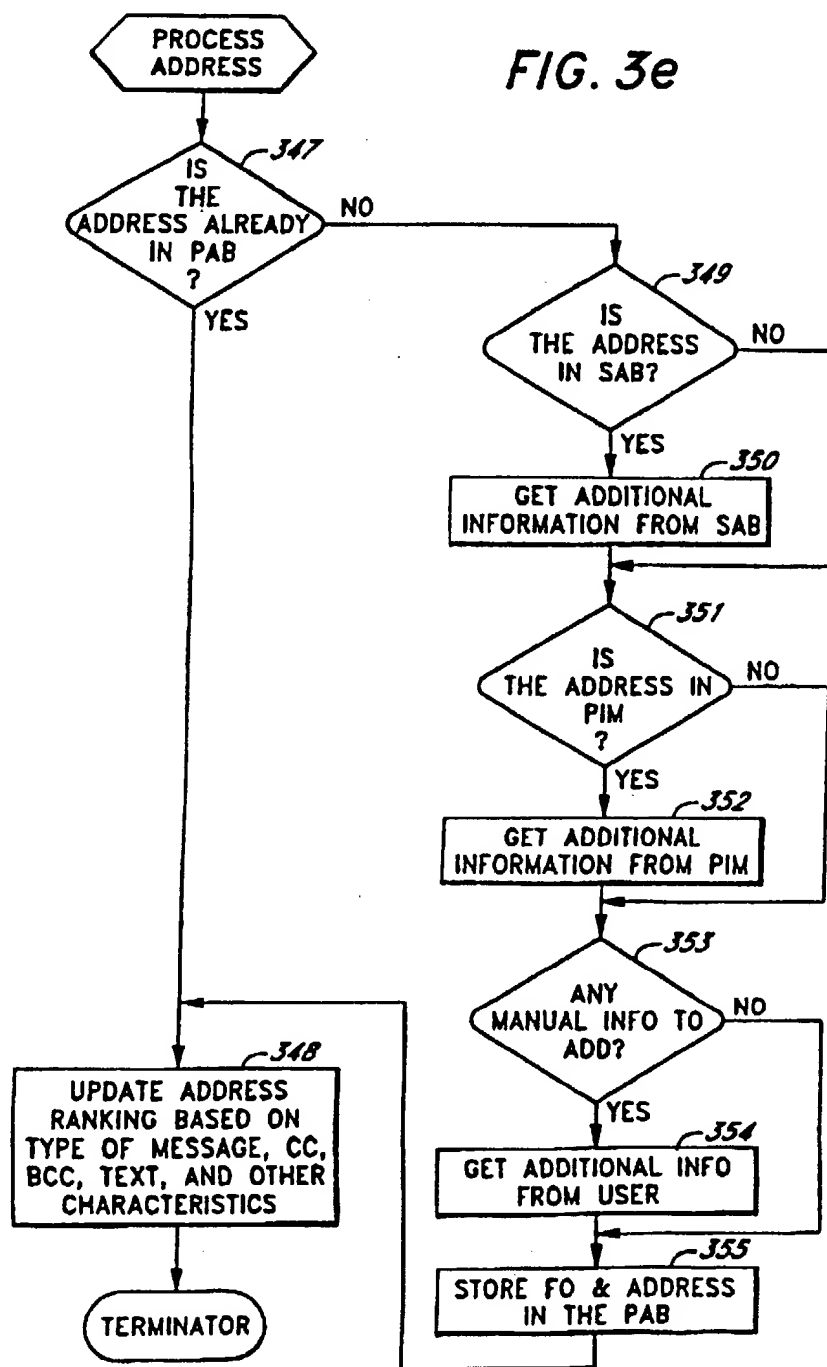 PROCESS
ADDRESS
FIG. 3e
347
IS
THE
ADDRESS ALREADY
IN PAB
?
NO
YES
349
IS
THE ADDRESS
IN SAB?
NO
YES
350
GET ADDITIONAL
INFORMATION FROM SAB
351
IS
THE ADDRESS IN
PIM
?
NO
YES
352
GET ADDITIONAL
INFORMATION FROM PIM
353
ANY
MANUAL INFO TO
ADD?
NO
YES
354
GET ADDITIONAL INFO
FROM USER
355
STORE FO & ADDRESS
IN THE PAB
348
UPDATE ADDRESS
RANKING BASED ON
TYPE OF MESSAGE, CC,
BCC, TEXT, AND OTHER
CHARACTERISTICS
TERMINATOR